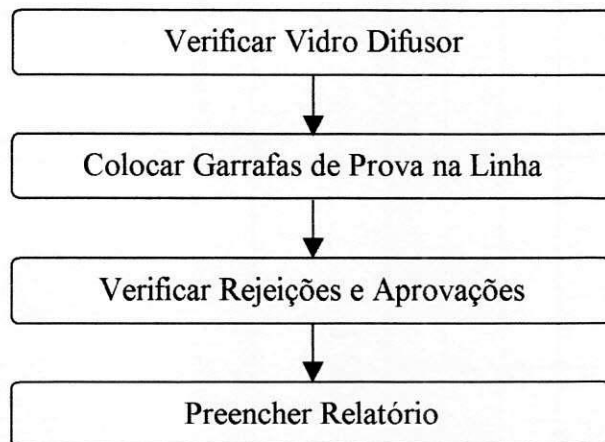 Verificar Vidro Difusor
Colocar Garrafas de Prova na Linha
Verificar Rejeições e Aprovações
Preencher Relatório